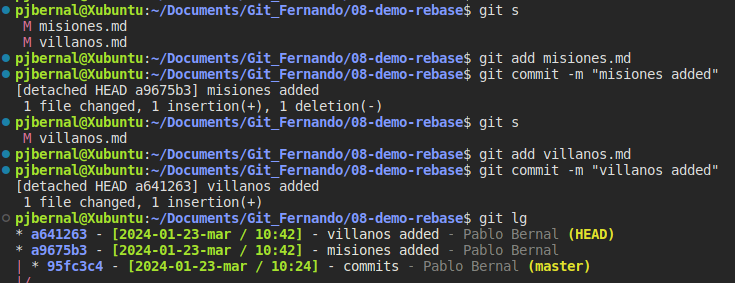 pjbernal@Xubuntu:~/Documents/Git_Fernando/08-demo-rebase$ git s
 M misiones.md
 M villanos.md
pjbernal@Xubuntu:~/Documents/Git_Fernando/08-demo-rebase$ git add misiones.md
pjbernal@Xubuntu:~/Documents/Git_Fernando/08-demo-rebase$ git commit -m "misiones added"
[detached HEAD a9675b3] misiones added
 1 file changed, 1 insertion(+), 1 deletion(-)
pjbernal@Xubuntu:~/Documents/Git_Fernando/08-demo-rebase$ git s
 M villanos.md
pjbernal@Xubuntu:~/Documents/Git_Fernando/08-demo-rebase$ git add villanos.md
pjbernal@Xubuntu:~/Documents/Git_Fernando/08-demo-rebase$ git commit -m "villanos added"
[detached HEAD a641263] villanos added
 1 file changed, 1 insertion(+)
pjbernal@Xubuntu:~/Documents/Git_Fernando/08-demo-rebase$ git lg
* a641263 - [2024-01-23-mar / 10:42] - villanos added - Pablo Bernal (HEAD)
* a9675b3 - [2024-01-23-mar / 10:42] - misiones added - Pablo Bernal
| * 95fc3c4 - [2024-01-23-mar / 10:24] - commits - Pablo Bernal (master)
|/